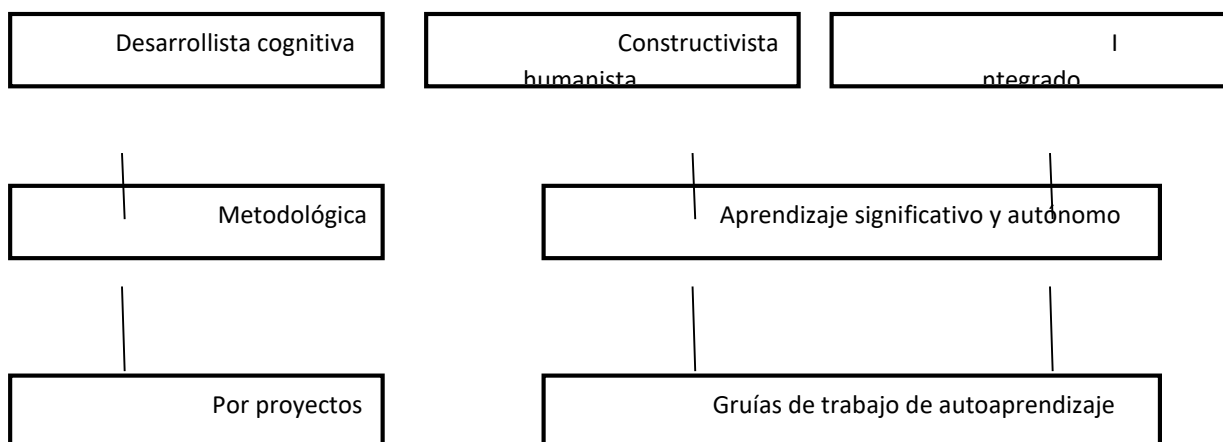 Desarrollista cognitiva
Constructivista
humanista
I
ntegrado
Metodológica
Aprendizaje significativo y autónomo
Por proyectos
Gruías de trabajo de autoaprendizaje